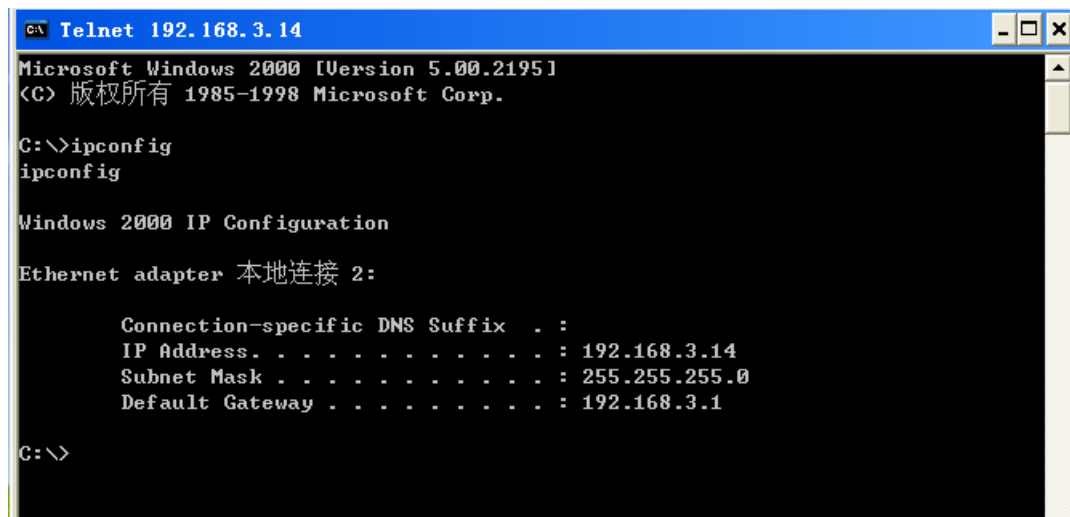 Telnet 192.168.3.14
Microsoft Windows 2000 [Version 5.00.2195]
(C) 版权所有 1985-1998 Microsoft Corp.
C:\>ipconfig
ipconfig
Windows 2000 IP Configuration
Ethernet adapter 本地连接 2:
Connection-specific DNS Suffix . :
IP Address. . . . . . . . . . . . : 192.168.3.14
Subnet Mask . . . . . . . . . . . : 255.255.255.0
Default Gateway . . . . . . . . . : 192.168.3.1
C:\>